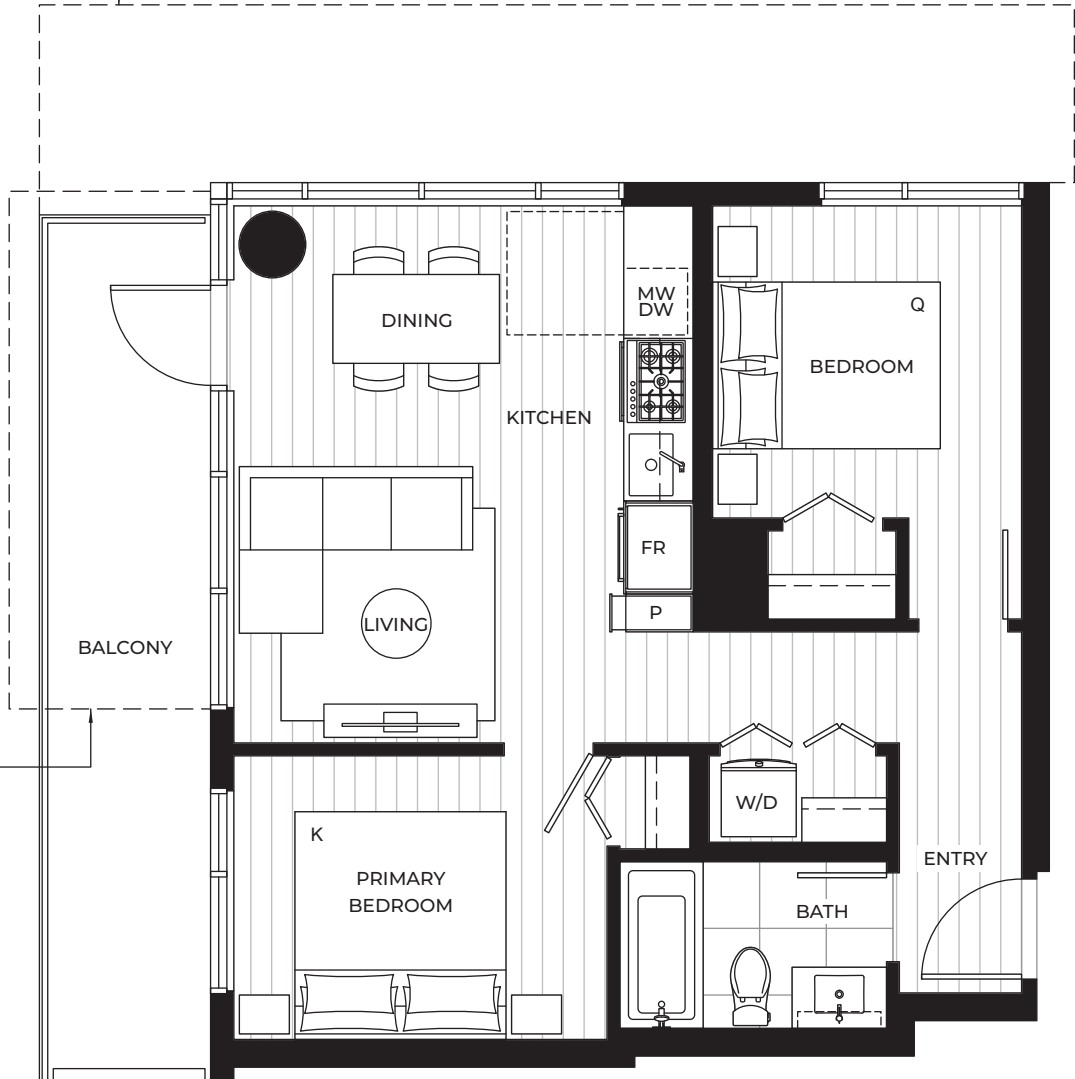 MW
DW
Q
DINING
BEDROOM
KITCHEN
FR
P
LIVING
BALCONY
W/D
K
ENTRY
PRIMARY
BEDROOM
BATH